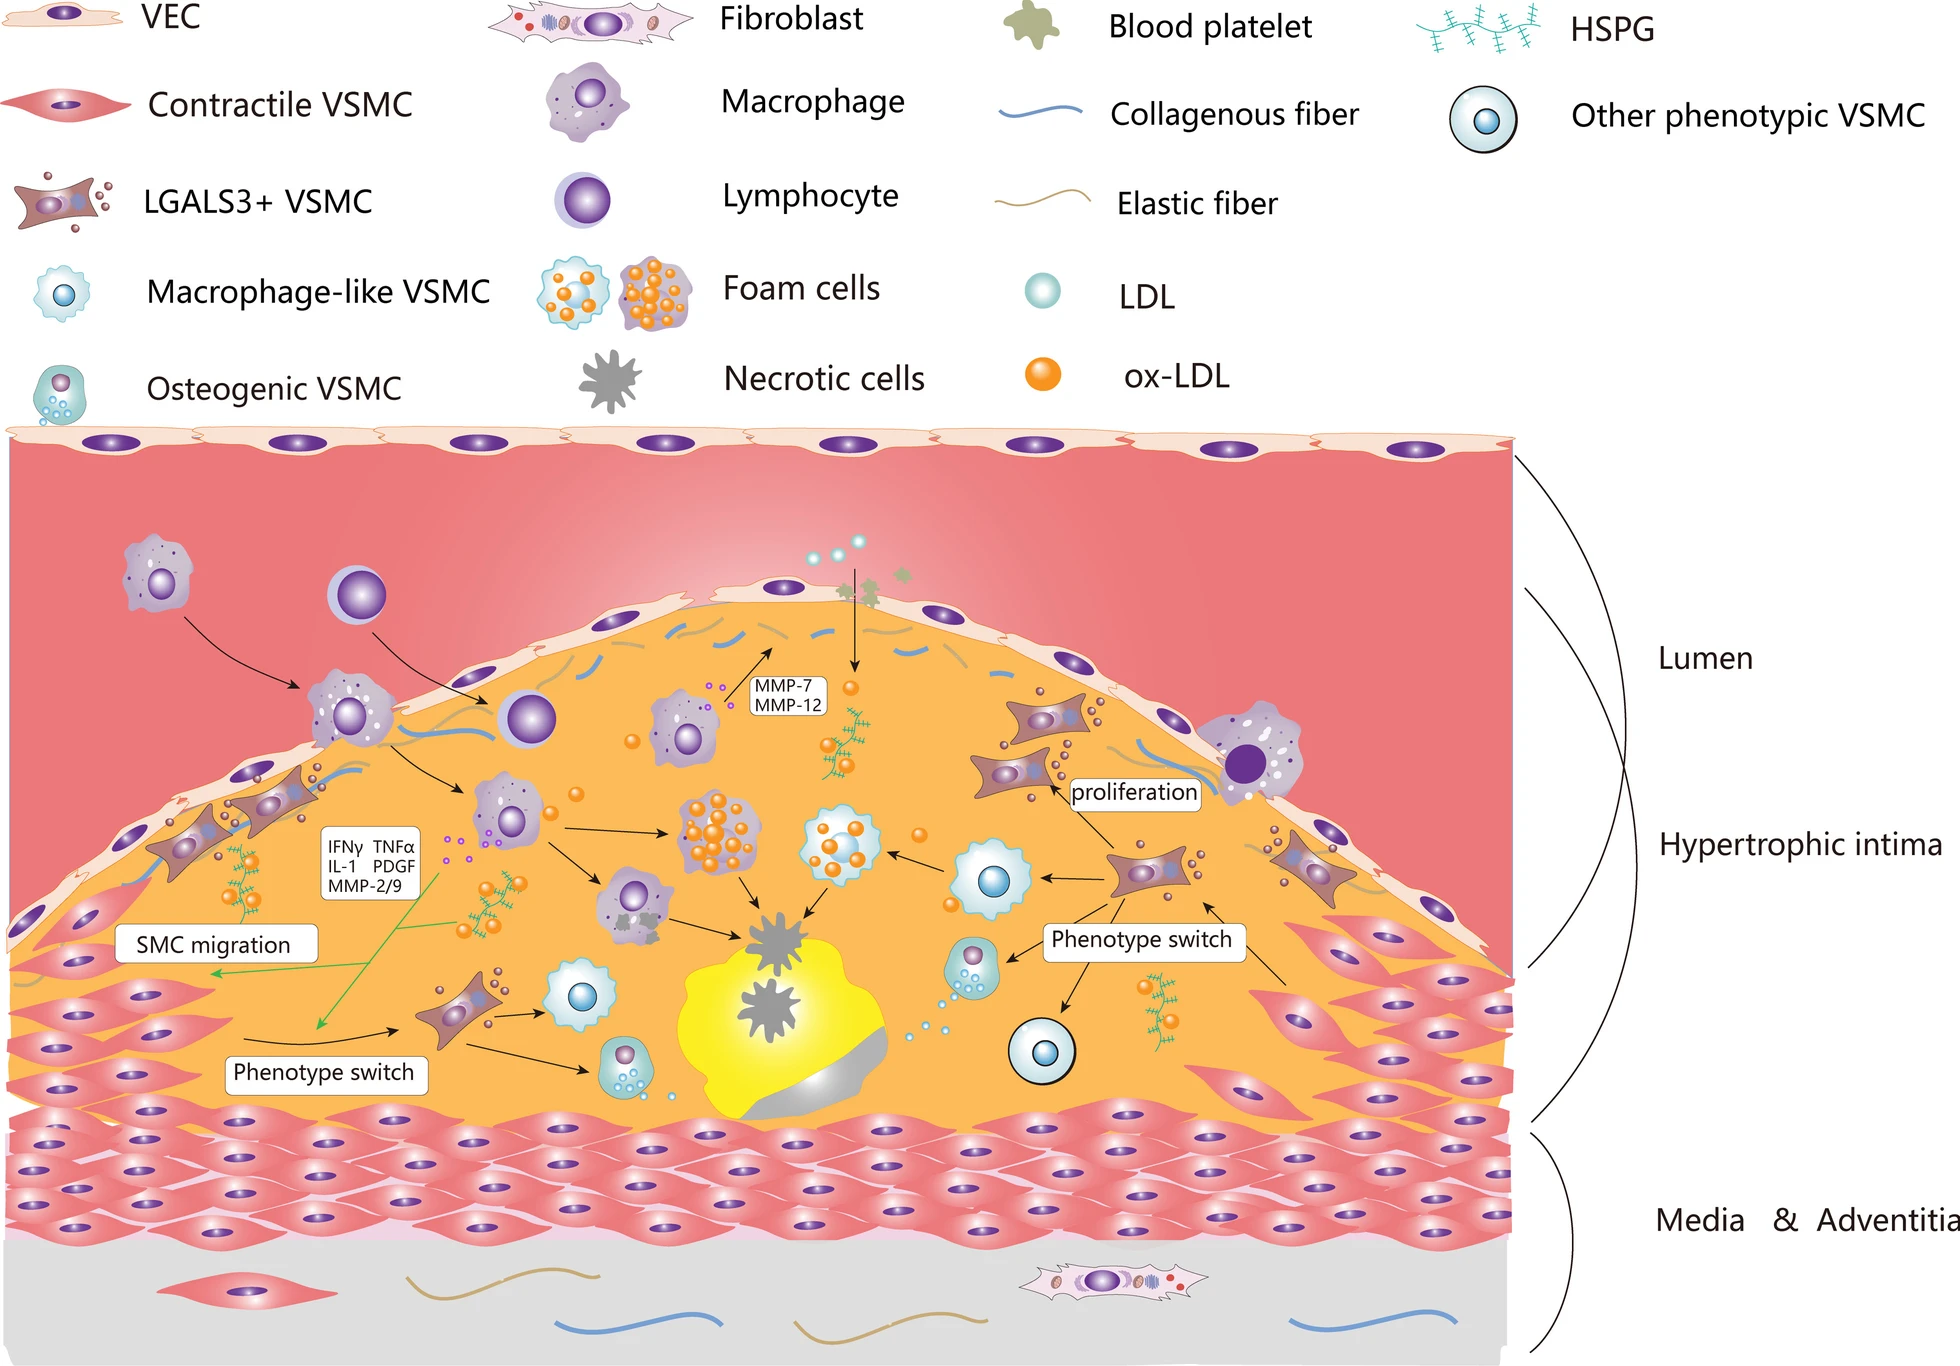 VEC
Fibroblast
Blood platelet
HSPG
Contractile VSMC
Macrophage
Collagenous fiber
Other phenotypic VSMC
LGALS3+ VSMC
Lymphocyte
Elastic fiber
Macrophage-like VSMC
Foam cells
LDL
Osteogenic VSMC
Necrotic cells
ox-LDL
Lumen
MMP-7
MMP-12
proliferation
IFNγ TNFα
IL-1 PDGF
MMP-2/9
Hypertrophic intima
SMC migration
Phenotype switch
Phenotype switch
Media & Adventitia